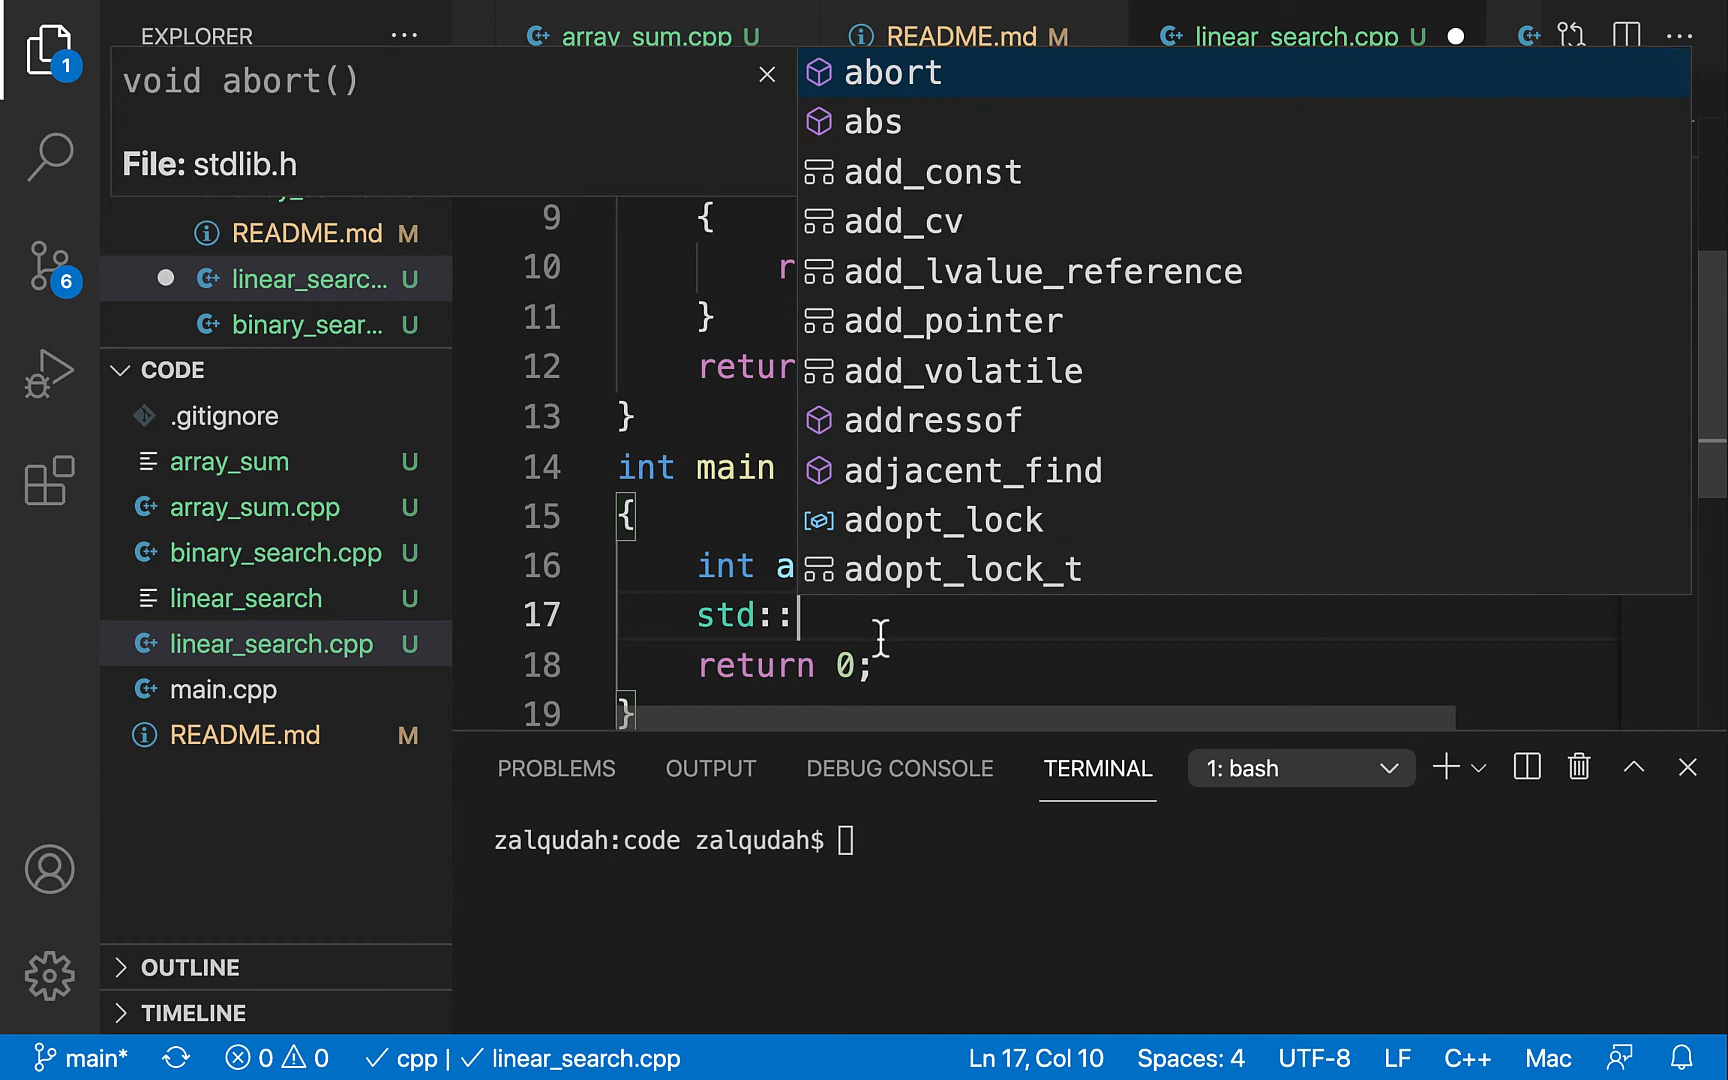 EXPLORER
array_sum.cpp U
README.md M
linear_search.cpp U
void abort()
File: stdlib.h
abort
abs
add_const
add_cv
add_lvalue_reference
add_pointer
add_volatile
addressof
adjacent_find
adopt_lock
adopt_lock_t
1
6
README.md M
linear_searc... U
binary_sear... U
CODE
.gitignore
array_sum U
array_sum.cpp U
binary_search.cpp U
linear_search U
linear_search.cpp U
main.cpp
README.md M
OUTLINE
TIMELINE
9 {
10 r
11 }
12 retur
13 }
14 int main
15 {
16 int a
17 std::
18 return 0;
19 }
PROBLEMS OUTPUT DEBUG CONSOLE TERMINAL 1: bash
zalqudah:code zalqudah$
main* 0 0 cpp | linear_search.cpp Ln 17, Col 10 Spaces: 4 UTF-8 LF C++ Mac